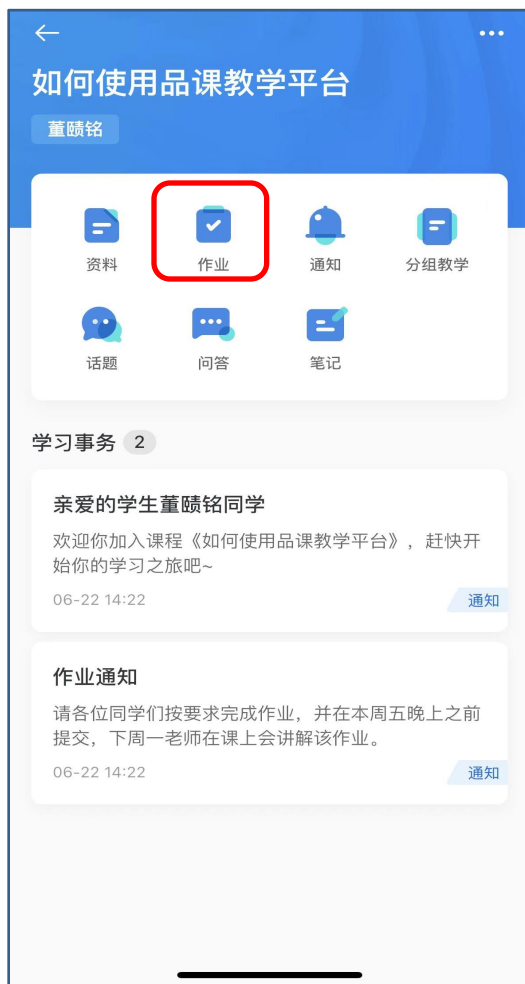 如何使用品课教学平台
董赜铭
资料
作业
通知
分组教学
话题
问答
笔记
学习事务 2
亲爱的学生董赜铭同学
欢迎你加入课程《如何使用品课教学平台》，赶快开
始你的学习之旅吧~
06-22 14:22
通知
作业通知
请各位同学们按要求完成作业，并在本周五晚上之前
提交，下周一老师在课上会讲解该作业。
06-22 14:22
通知